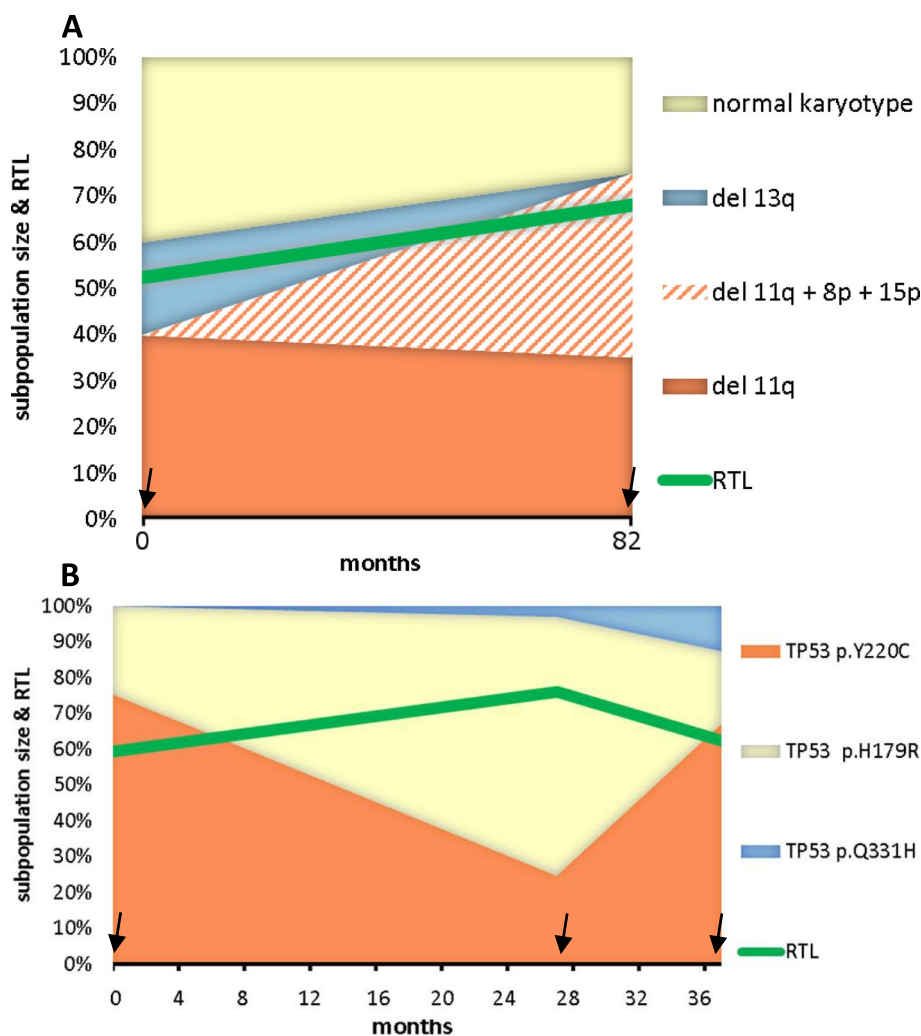 A
100%
90%
80%
70%
60%
50%
40%
30%
20%
10%
0%
subpopulation size & RTL
0
82
months
normal karyotype
del 13q
del 11q + 8p + 15p
del 11q
RTL
B
100%
90%
80%
70%
60%
50%
40%
30%
20%
10%
0%
subpopulation size & RTL
0 4 8 12 16 20 24 28 32 36
months
TP53 p.Y220C
TP53 p.H179R
TP53 p.Q331H
RTL